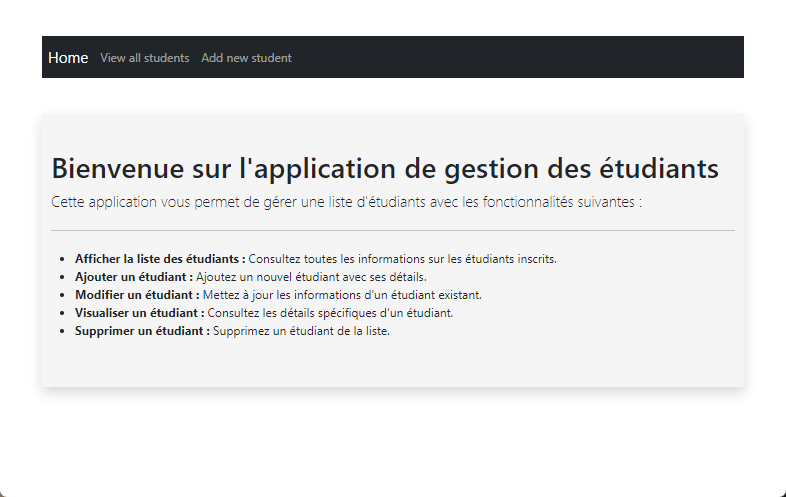 Home View all students Add new student
Bienvenue sur l'application de gestion des étudiants
Cette application vous permet de gérer une liste d'étudiants avec les fonctionnalités suivantes :
• Afficher la liste des étudiants : Consultez toutes les informations sur les étudiants inscrits.
• Ajouter un étudiant : Ajoutez un nouvel étudiant avec ses détails.
• Modifier un étudiant : Mettez à jour les informations d'un étudiant existant.
• Visualiser un étudiant : Consultez les détails spécifiques d'un étudiant.
• Supprimer un étudiant : Supprimez un étudiant de la liste.